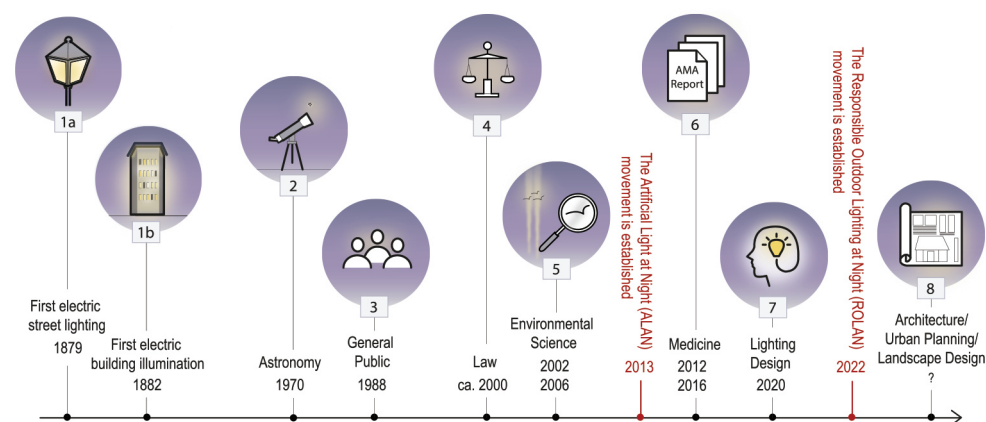 1a
First electric
street lighting
1879
1b
First electric
building illumination
1882
2
Astronomy
1970
3
General
Public
1988
4
Law
ca. 2000
5
Environmental
Science
2002
2006
The Artificial Light at Night (ALAN)
movement is established
2013
AMA
Report
6
Medicine
2012
2016
7
Lighting
Design
2020
The Responsible Outdoor Lighting at Night (ROLAN)
movement is established
2022
8
Architecture/
Urban Planning/
Landscape Design
?